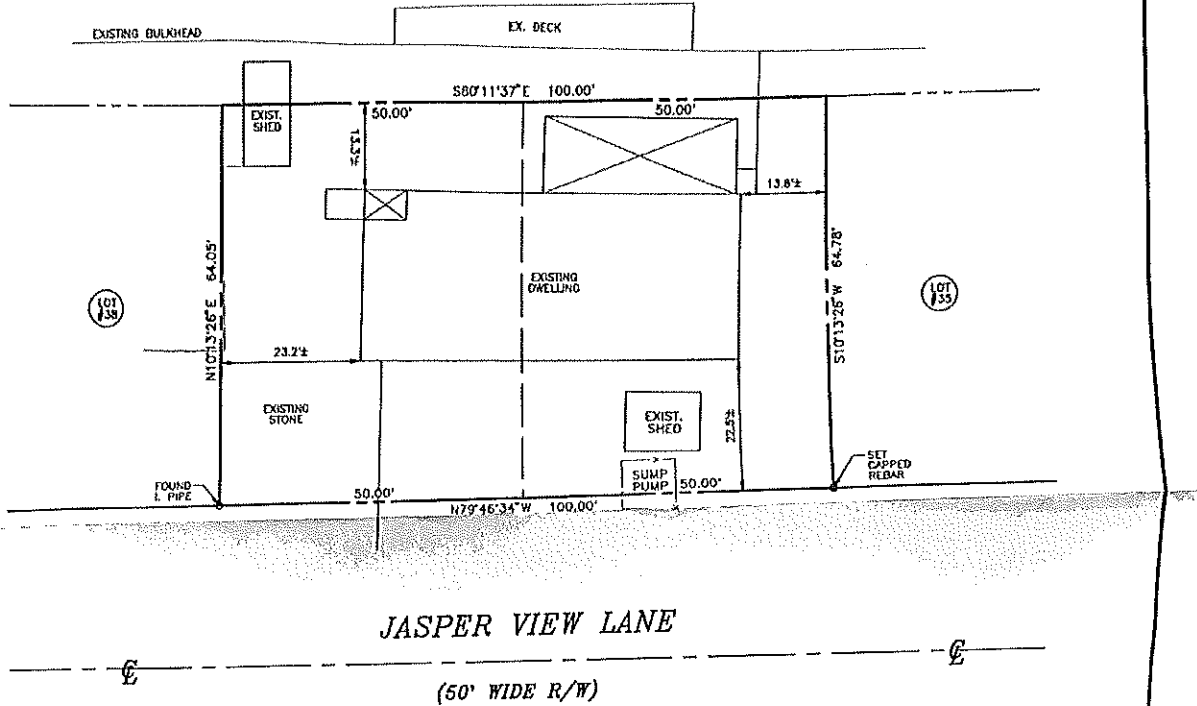 EX. DECK
EXISTING BULKHEAD
S80°11'37"E 100.00'
50.00'
50.00'
EXIST.
SHED
13.3'±
13.8'±
N10°13'26"E 64.05'
S10°13'26"W 64.78'
LOT
#38
LOT
#35
EXISTING
DWELLING
23.2'±
EXISTING
STONE
EXIST.
SHED
22.5'±
SUMP
PUMP
FOUND
I. PIPE
SET
CAPPED
REBAR
50.00'
50.00'
N79°46'34"W 100.00'
JASPER VIEW LANE
℄
℄
(50' WIDE R/W)